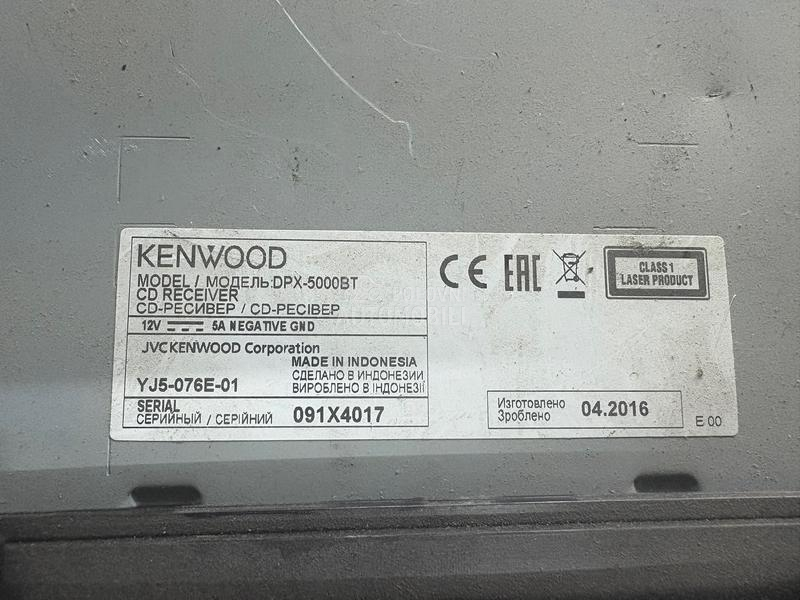 KENWOOD
MODEL / МОДЕЛЬ:DPX-5000BT
CD RECEIVER
CD-РЕСИВЕР / CD-РЕСІВЕР
12V 5A NEGATIVE GND
JVCKENWOOD Corporation
MADE IN INDONESIA
СДЕЛАНО В ИНДОНЕЗИИ
YJ5-076E-01
ВИРОБЛЕНО В ІНДОНЕЗІЇ
SERIAL
СЕРИЙНЫЙ / СЕРІЙНИЙ
091X4017
CE
EAC
CLASS 1
LASER PRODUCT
Изготовлено
Зроблено
04.2016
E 00